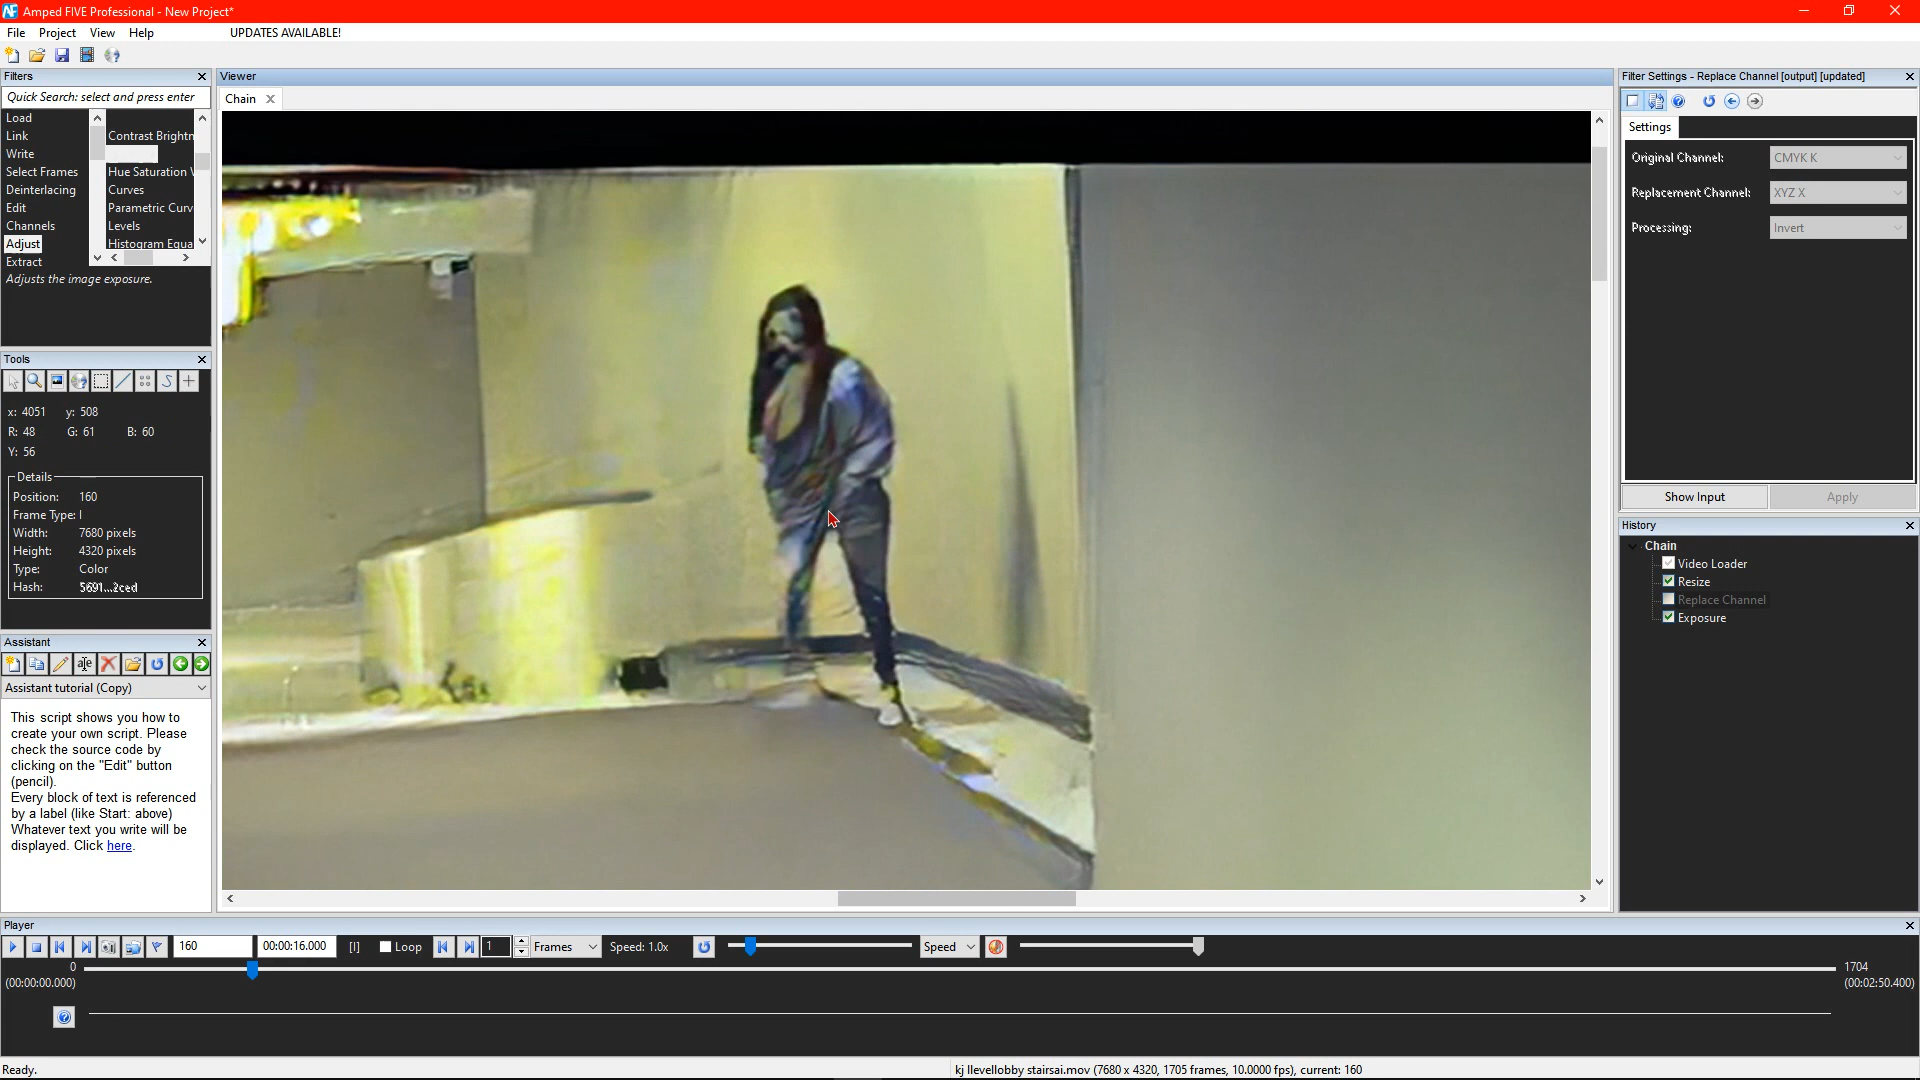 Amped FIVE Professional - New Project*
File Project View Help UPDATES AVAILABLE!
Filters
Quick Search: select and press enter
Load
Link
Write
Select Frames
Deinterlacing
Edit
Channels
Adjust
Extract
Contrast Brightn
Hue Saturation V
Curves
Parametric Curv
Levels
Histogram Equa
Adjusts the image exposure.
Tools
x: 4051 y: 508
R: 48 G: 61 B: 60
Y: 56
Details
Position: 160
Frame Type: I
Width: 7680 pixels
Height: 4320 pixels
Type: Color
Hash: 5691...2ced
Assistant
Assistant tutorial (Copy)
This script shows you how to
create your own script. Please
check the source code by
clicking on the "Edit" button
(pencil).
Every block of text is referenced
by a label (like Start: above)
Whatever text you write will be
displayed. Click here.
Viewer
Chain
Filter Settings - Replace Channel [output] [updated]
Settings
Original Channel: CMYK K
Replacement Channel: XYZ X
Processing: Invert
Show Input Apply
History
Chain
Video Loader
Resize
Replace Channel
Exposure
Player
160 00:00:16.000 [I] Loop 1 Frames Speed: 1.0x Speed
0 1704
(00:00:00.000) (00:02:50.400)
Ready. kj llevellobby stairsai.mov (7680 x 4320, 1705 frames, 10.0000 fps), current: 160